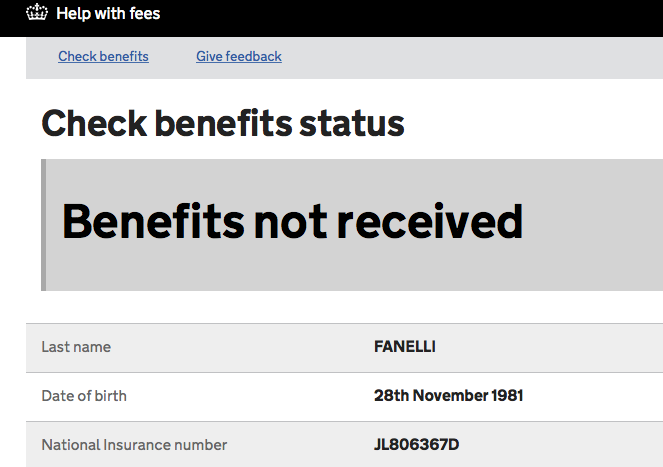 Help with fees
Check benefits Give feedback
Check benefits status
Benefits not received
Last name FANELLI
Date of birth 28th November 1981
National Insurance number JL806367D